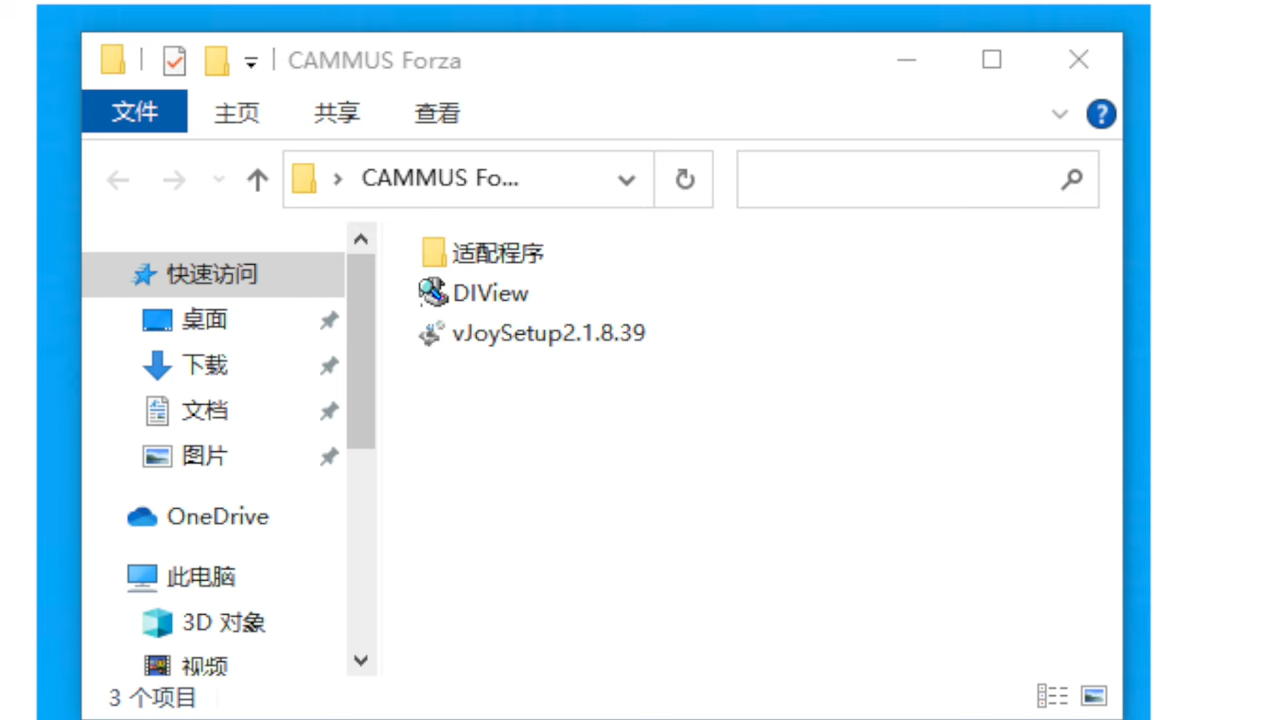 CAMMUS Forza
文件 主页 共享 查看
CAMMUS Fo...
快速访问
桌面
下载
文档
图片
OneDrive
此电脑
3D 对象
视频
适配程序
DIView
vJoySetup2.1.8.39
3 个项目